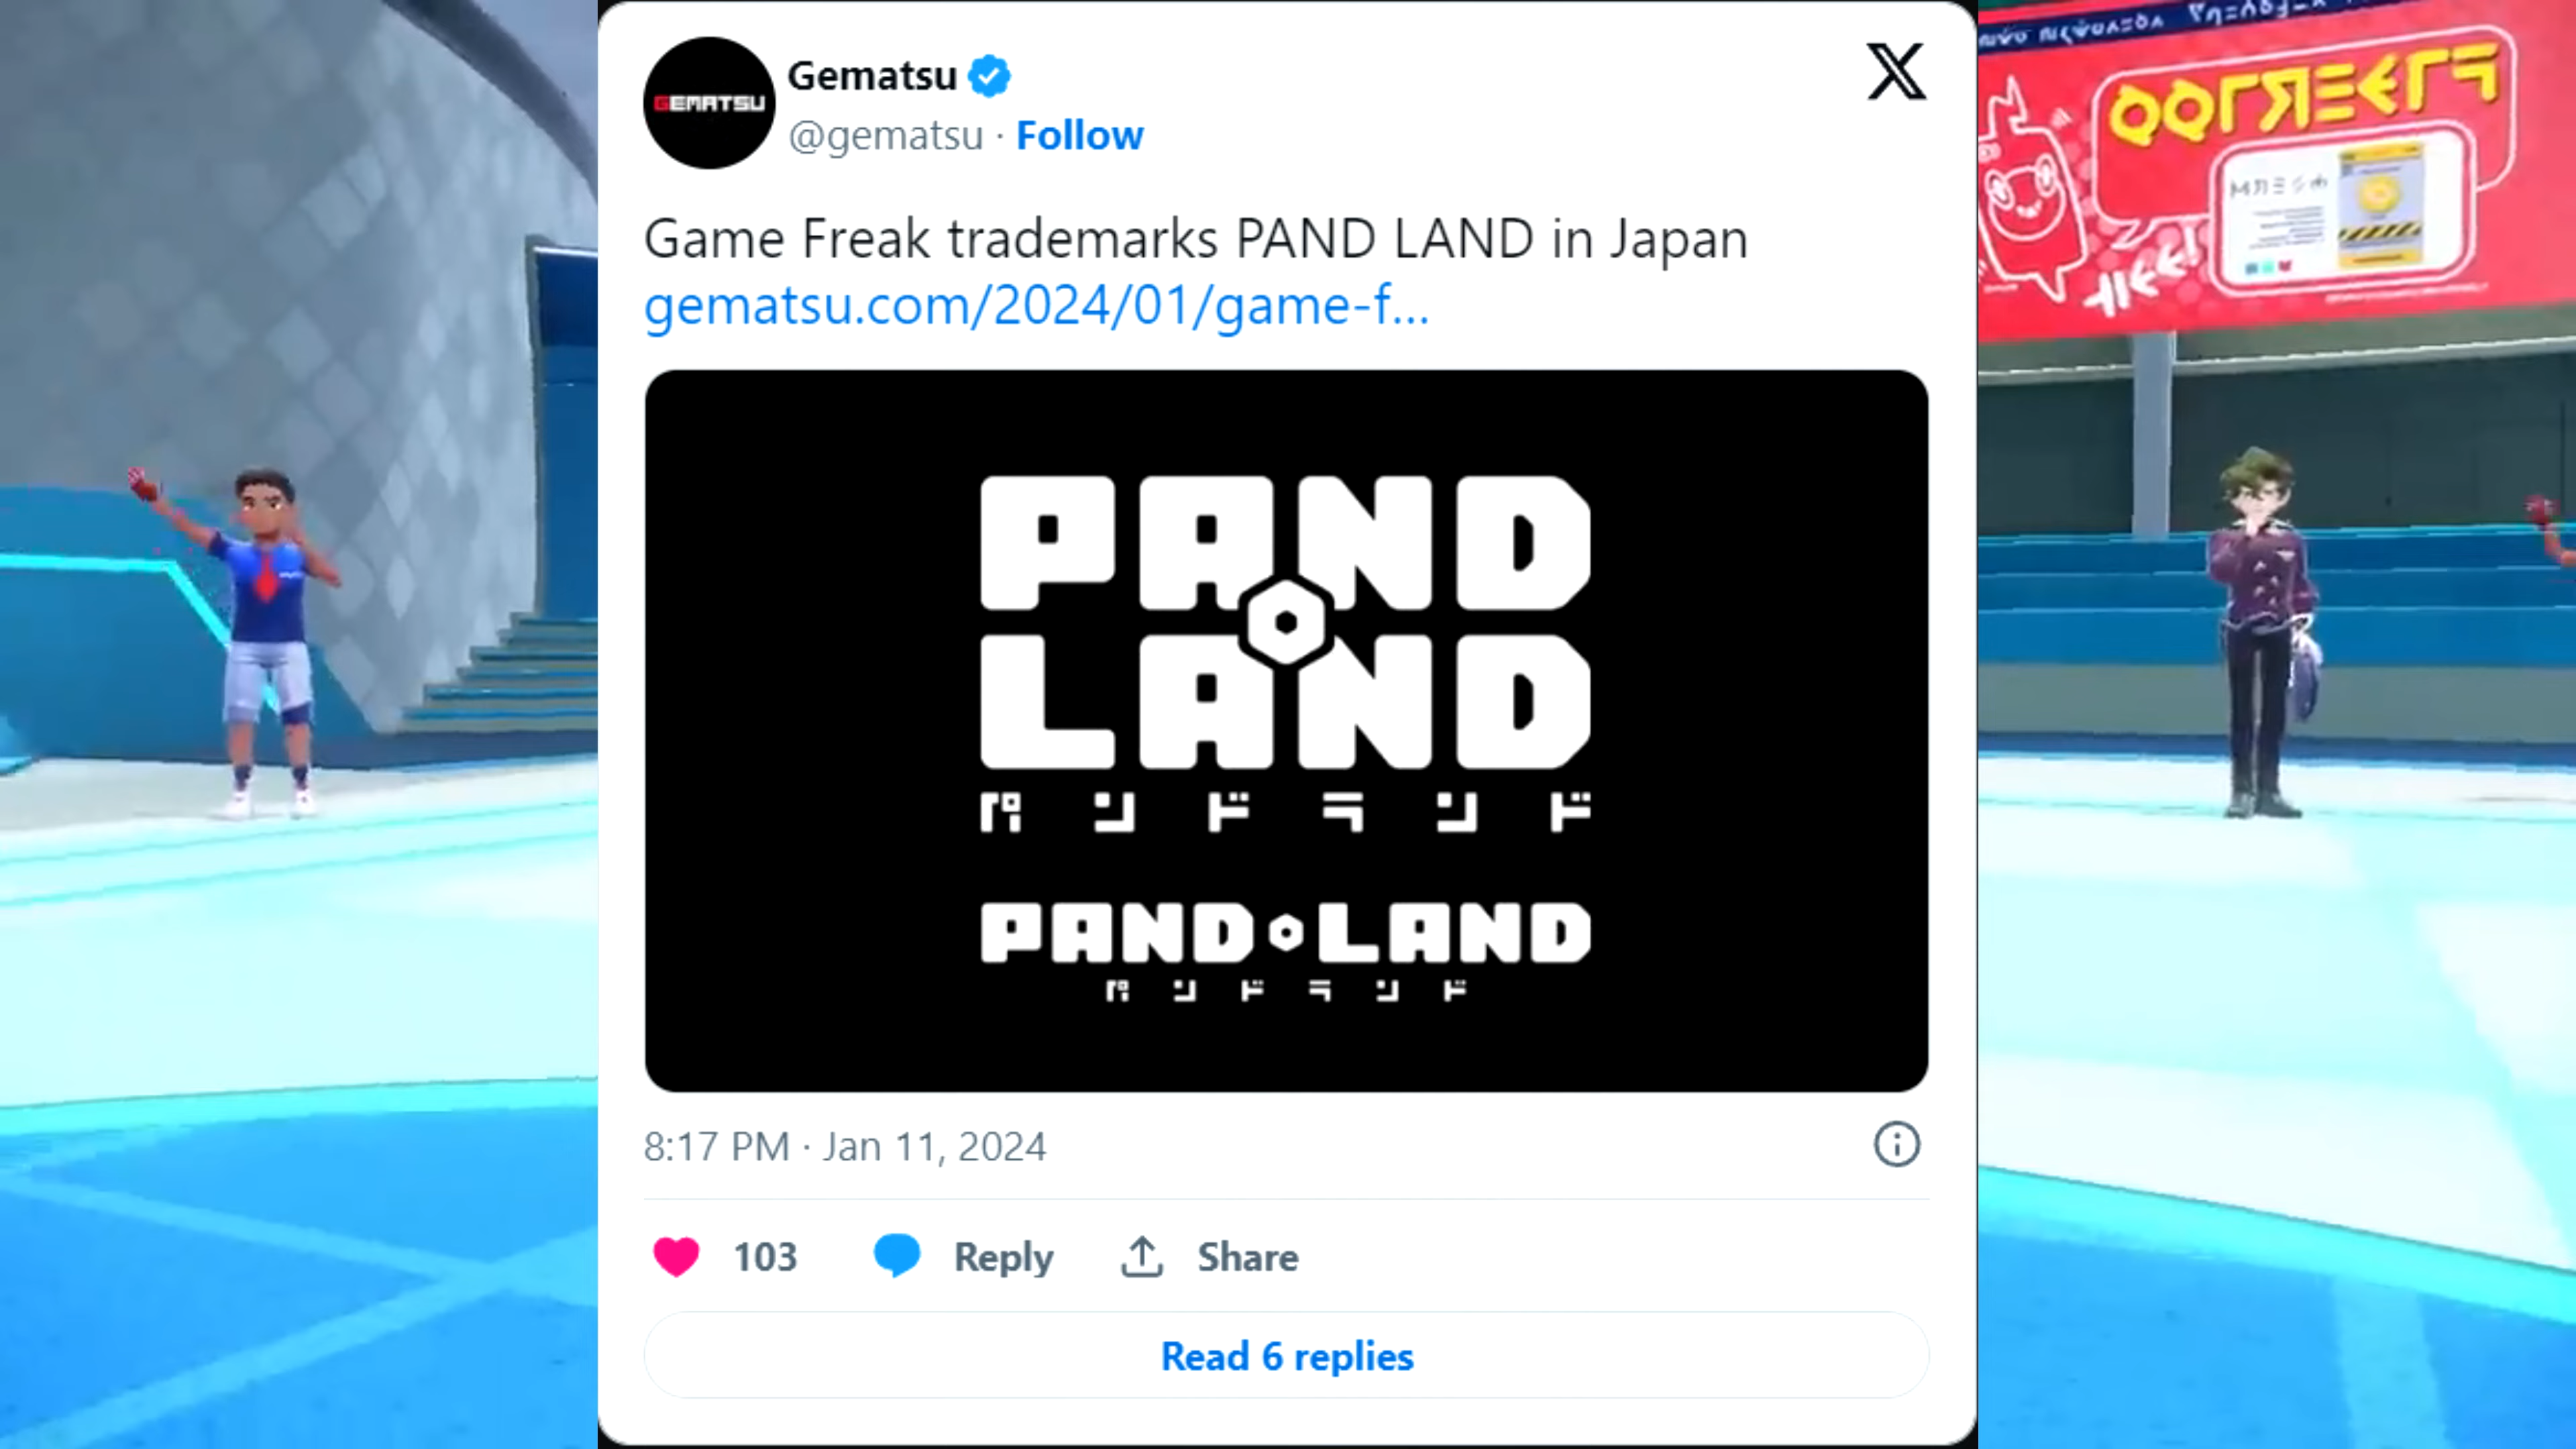 GEMATSU
Gematsu
@gematsu · Follow
Game Freak trademarks PAND LAND in Japan
gematsu.com/2024/01/game-f...
PAND
LAND
パンドランド
PAND LAND
パンドランド
8:17 PM · Jan 11, 2024
103 Reply Share
Read 6 replies